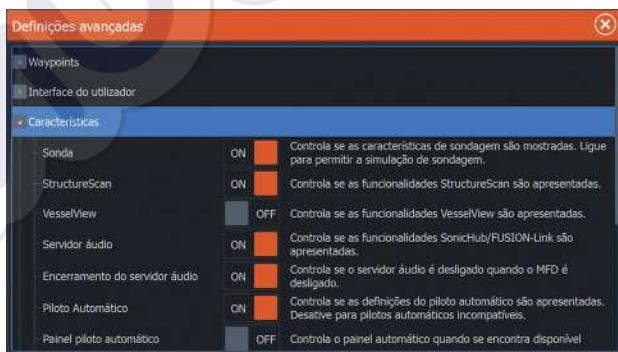 Definições avançadas
Waypoints
Interface do utilizador
Características
Sonda ON Controla se as características de sondagem são mostradas. Ligue
para permitir a simulação de sondagem.
StructureScan ON Controla se as funcionalidades StructureScan são apresentadas.
VesselView OFF Controla se as funcionalidades VesselView são apresentadas.
Servidor áudio ON Controla se as funcionalidades SonicHub/FUSION-Link são
apresentadas.
Encerramento do servidor áudio ON Controla se o servidor áudio é desligado quando o MFD é
desligado.
Piloto Automático ON Controla se as definições do piloto automático são apresentadas.
Desative para pilotos automáticos incompatíveis.
Painel piloto automático OFF Controla o painel automático quando se encontra disponível